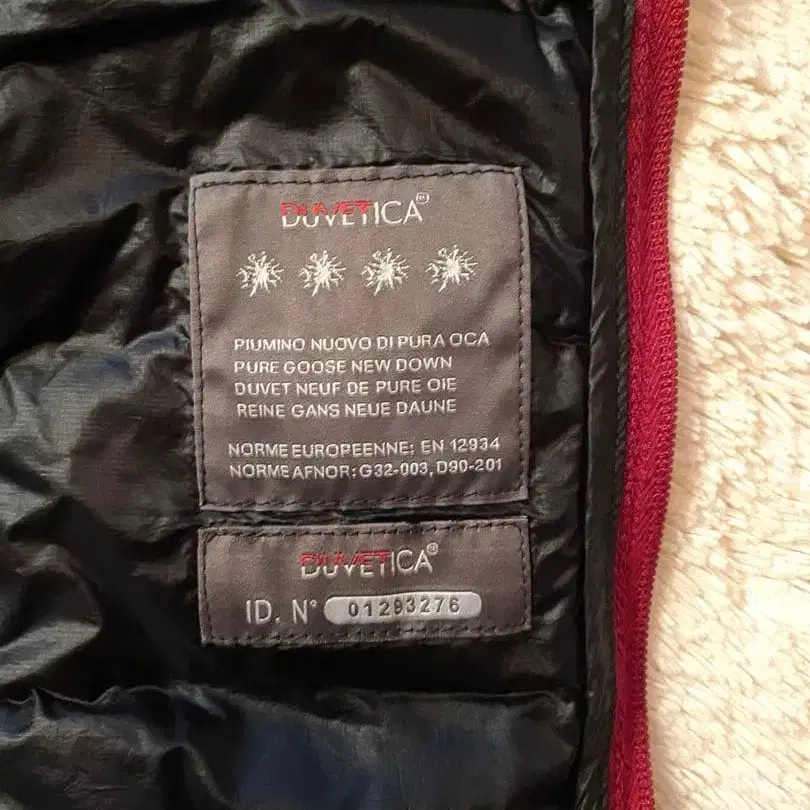 DUVETICA®
PIUMINO NUOVO DI PURA OCA
PURE GOOSE NEW DOWN
DUVET NEUF DE PURE OIE
REINE GANS NEUE DAUNE
NORME EUROPEENNE: EN 12934
NORME AFNOR: G32-003, D90-201
DUVETICA®
ID. N° 01293276